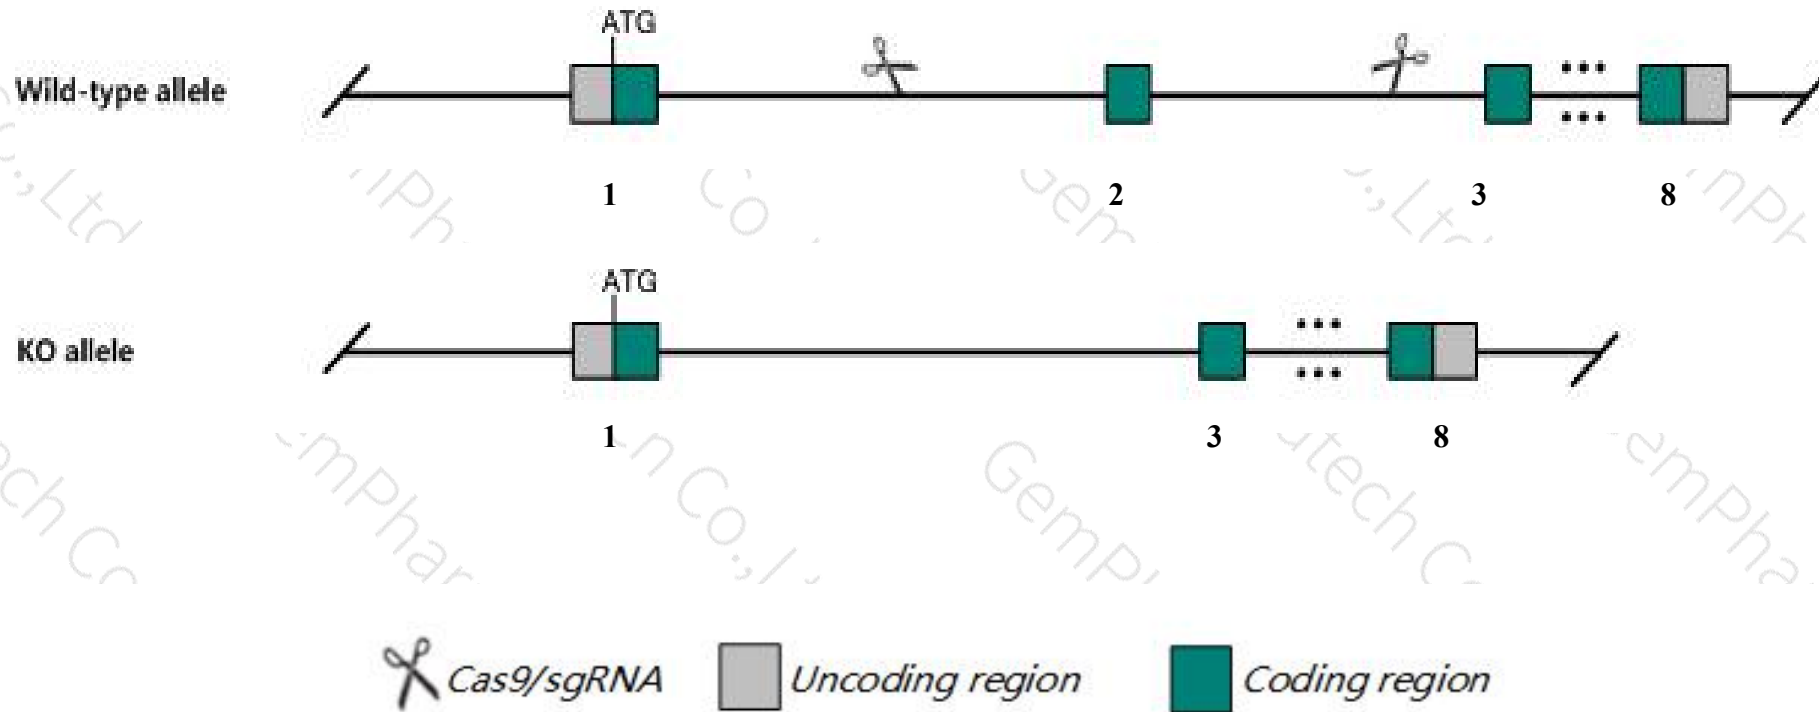 ATG
Wild-type allele
1 2 3 8
ATG
KO allele
1 3 8
Cas9/sgRNA Uncoding region Coding region